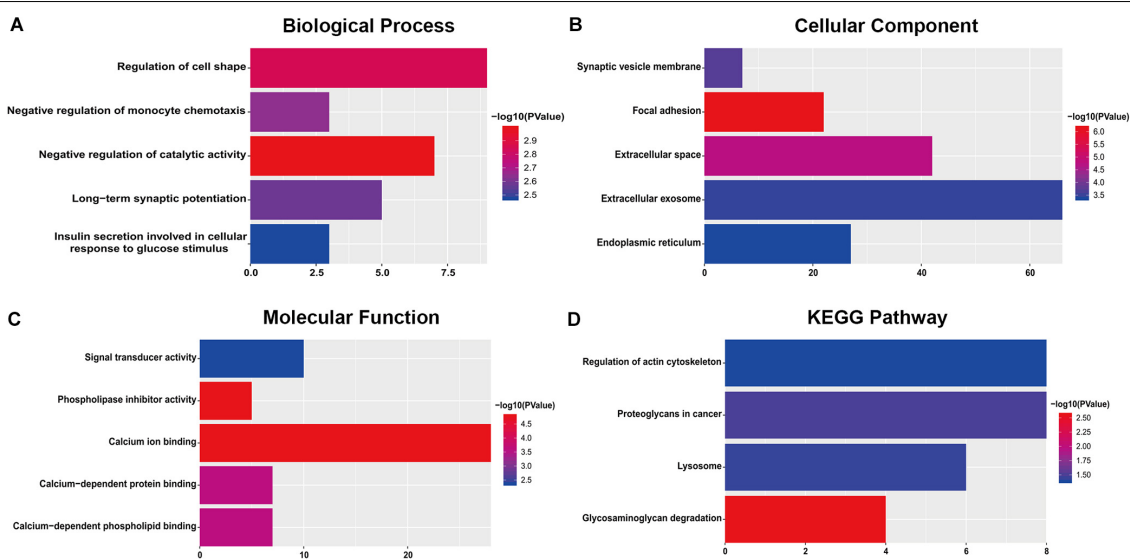 A
Biological Process
Regulation of cell shape
Negative regulation of monocyte chemotaxis
Negative regulation of catalytic activity
Long−term synaptic potentiation
Insulin secretion involved in cellular
response to glucose stimulus
0.0 2.5 5.0 7.5
−log10(PValue)
2.9
2.8
2.7
2.6
2.5
B
Cellular Component
Synaptic vesicle membrane
Focal adhesion
Extracellular space
Extracellular exosome
Endoplasmic reticulum
0 20 40 60
−log10(PValue)
6.0
5.5
5.0
4.5
4.0
3.5
C
Molecular Function
Signal transducer activity
Phospholipase inhibitor activity
Calcium ion binding
Calcium−dependent protein binding
Calcium−dependent phospholipid binding
0 10 20
−log10(PValue)
4.5
4.0
3.5
3.0
2.5
D
KEGG Pathway
Regulation of actin cytoskeleton
Proteoglycans in cancer
Lysosome
Glycosaminoglycan degradation
0 2 4 6 8
−log10(PValue)
2.50
2.25
2.00
1.75
1.50